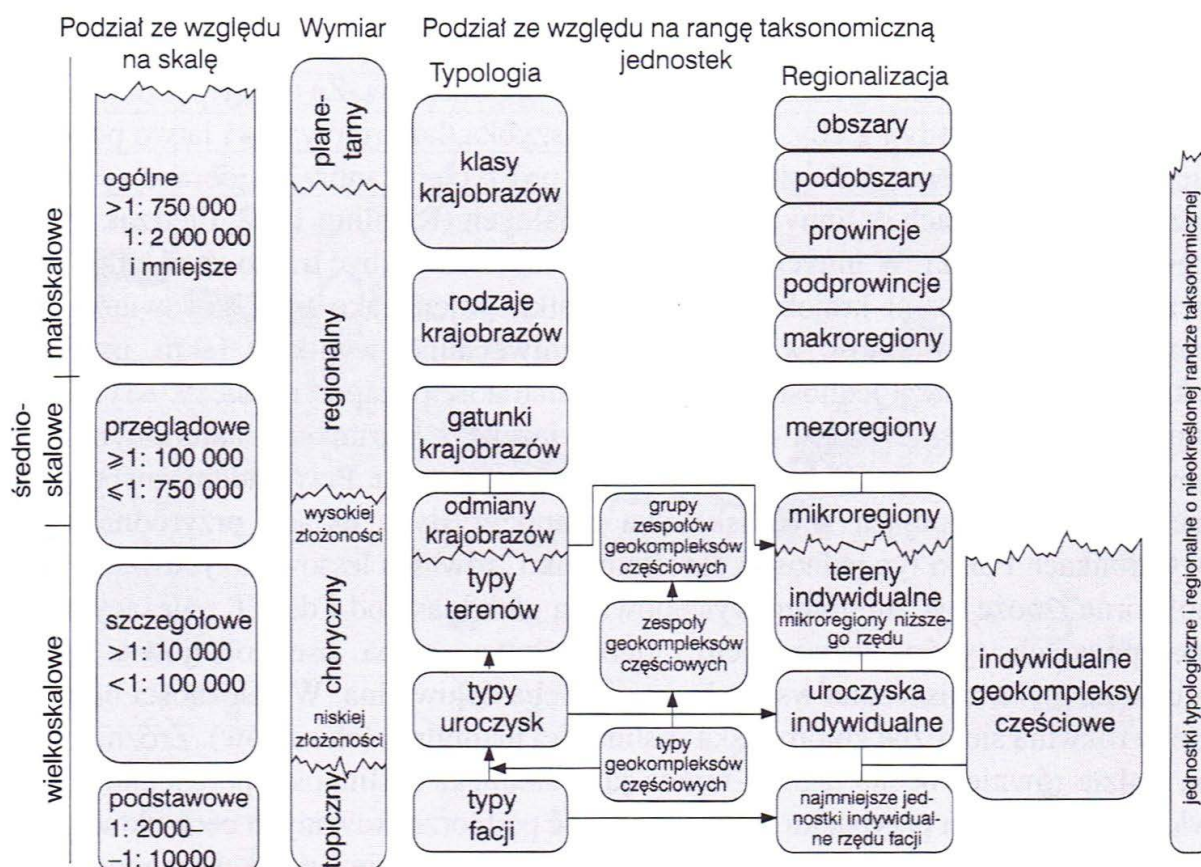 Podział ze względu
na skalę
Wymiar
Podział ze względu na rangę taksonomiczną
jednostek
Typologia
Regionalizacja
małoskalowe
średnio-
skalowe
wielkoskalowe
ogólne
>1: 750 000
1: 2 000 000
i mniejsze
przeglądowe
⩾1: 100 000
⩽1: 750 000
szczegółowe
>1: 10 000
<1: 100 000
podstawowe
1: 2000–
–1: 10000
plane-
tarny
regionalny
wysokiej
złożoności
choryczny
niskiej
złożoności
topiczny
klasy
krajobrazów
rodzaje
krajobrazów
gatunki
krajobrazów
odmiany
krajobrazów
typy
terenów
typy
uroczysk
typy
facji
grupy
zespołów
geokompleksów
częściowych
zespoły
geokompleksów
częściowych
typy
geokompleksów
częściowych
obszary
podobszary
prowincje
podprowincje
makroregiony
mezoregiony
mikroregiony
tereny
indywidualne
mikroregiony niższe-
go rzędu
uroczyska
indywidualne
najmniejsze jed-
nostki indywidual-
ne rzędu facji
indywidualne
geokompleksy
częściowe
jednostki typologiczne i regionalne o nieokreślonej randze taksonomicznej